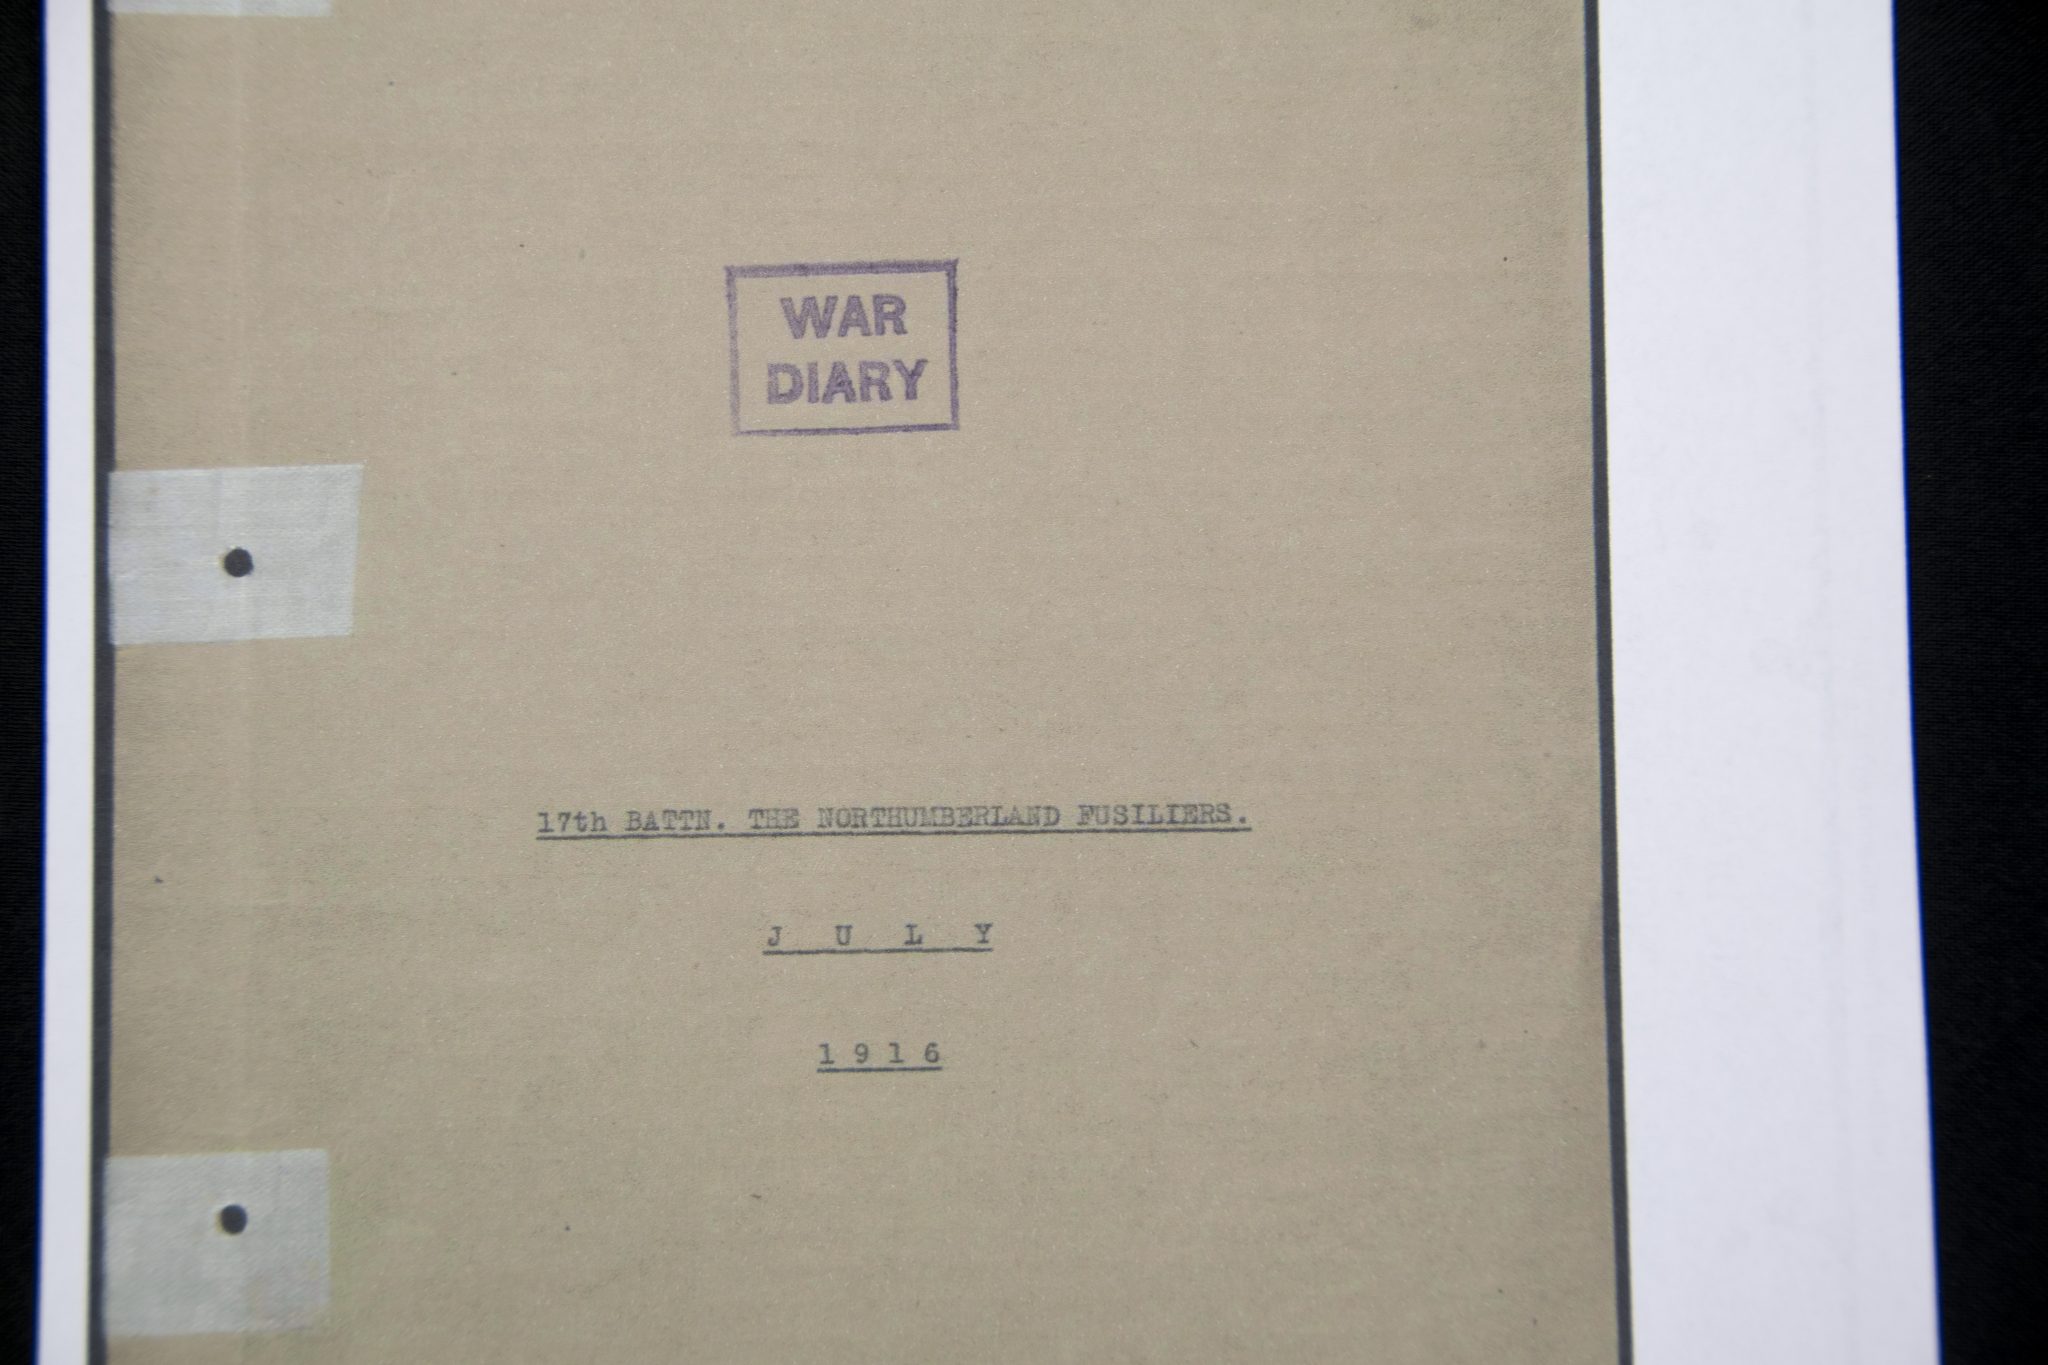 WAR
DIARY
17th BATTN. THE NORTHUMBERLAND FUSILIERS.
J U L Y
1 9 1 6